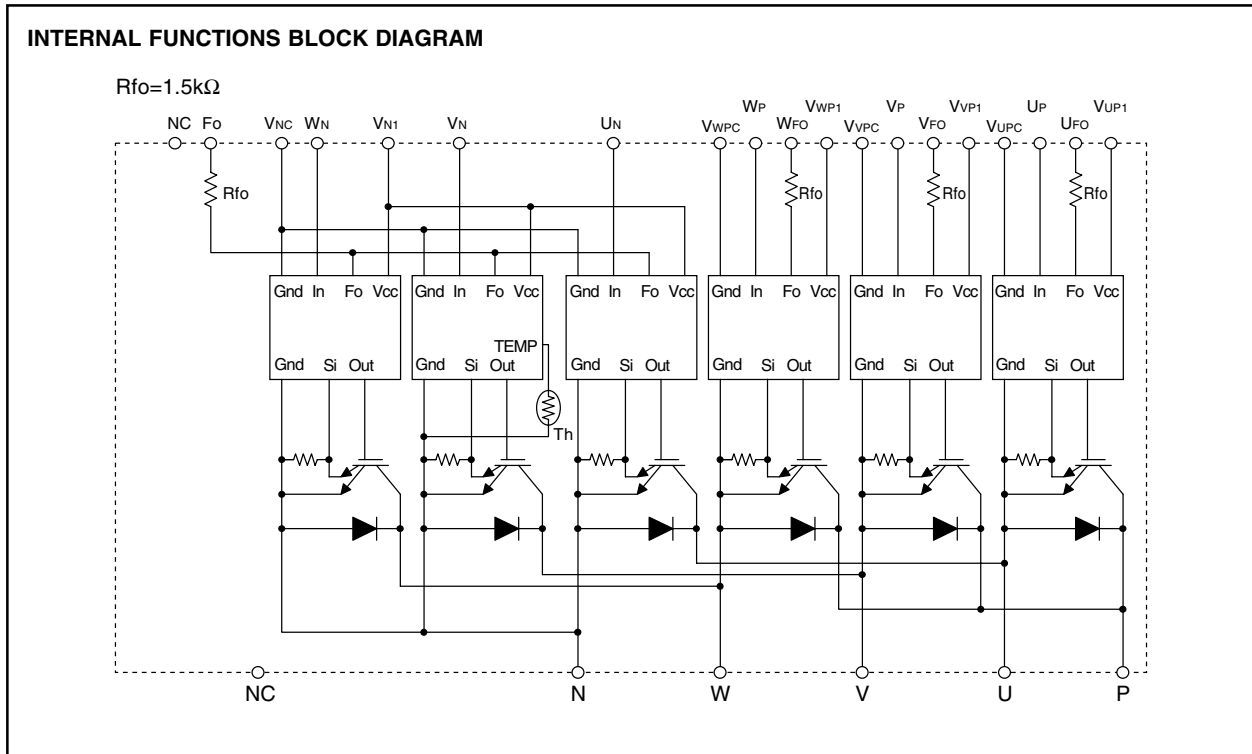 INTERNAL FUNCTIONS BLOCK DIAGRAM
Rfo=1.5kΩ
NC Fo VNC WN VN1 VN UN VWPC WP WFO VWP1 VVPC VP VFO VVP1 VUPC UP UFO VUP1
Rfo Rfo Rfo Rfo
Gnd In Fo Vcc Gnd In Fo Vcc Gnd In Fo Vcc Gnd In Fo Vcc Gnd In Fo Vcc Gnd In Fo Vcc
TEMP
Gnd Si Out Gnd Si Out Gnd Si Out Gnd Si Out Gnd Si Out Gnd Si Out
Th
NC N W V U P